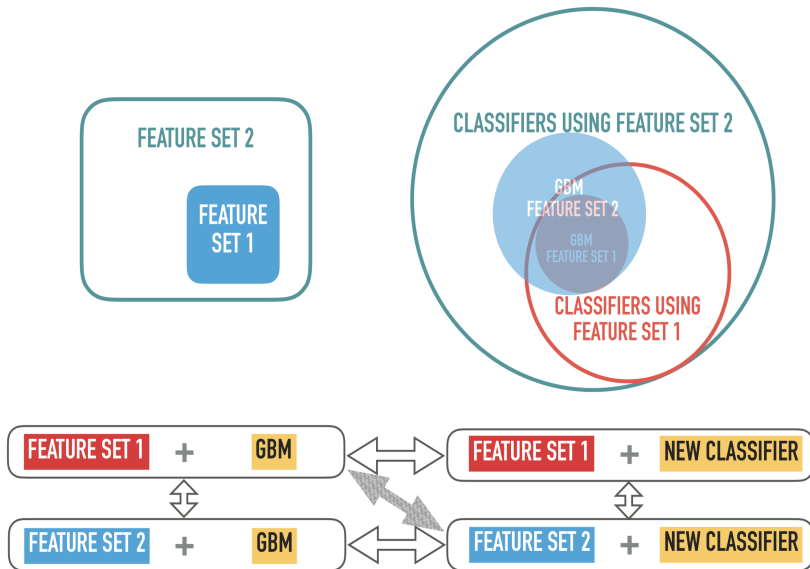 FEATURE SET 2
FEATURE
SET 1
CLASSIFIERS USING FEATURE SET 2
GBM
FEATURE SET 2
GBM
FEATURE SET 1
CLASSIFIERS USING
FEATURE SET 1
FEATURE SET 1 + GBM
FEATURE SET 1 + NEW CLASSIFIER
FEATURE SET 2 + GBM
FEATURE SET 2 + NEW CLASSIFIER